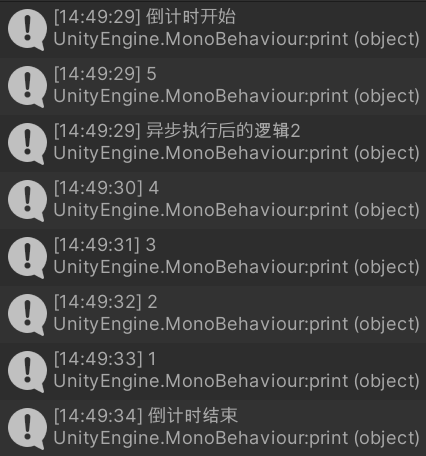 [14:49:29] 倒计时开始
UnityEngine.MonoBehaviour:print (object)
[14:49:29] 5
UnityEngine.MonoBehaviour:print (object)
[14:49:29] 异步执行后的逻辑2
UnityEngine.MonoBehaviour:print (object)
[14:49:30] 4
UnityEngine.MonoBehaviour:print (object)
[14:49:31] 3
UnityEngine.MonoBehaviour:print (object)
[14:49:32] 2
UnityEngine.MonoBehaviour:print (object)
[14:49:33] 1
UnityEngine.MonoBehaviour:print (object)
[14:49:34] 倒计时结束
UnityEngine.MonoBehaviour:print (object)